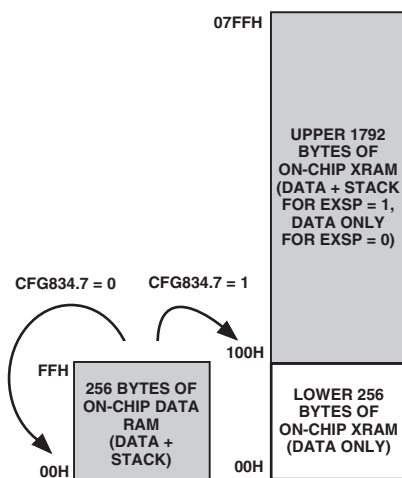 07FFH
UPPER 1792
BYTES OF
ON-CHIP XRAM
(DATA + STACK
FOR EXSP = 1,
DATA ONLY
FOR EXSP = 0)
CFG834.7 = 0
CFG834.7 = 1
100H
FFH
256 BYTES OF
ON-CHIP DATA
RAM
(DATA +
STACK)
00H
LOWER 256
BYTES OF
ON-CHIP XRAM
(DATA ONLY)
00H